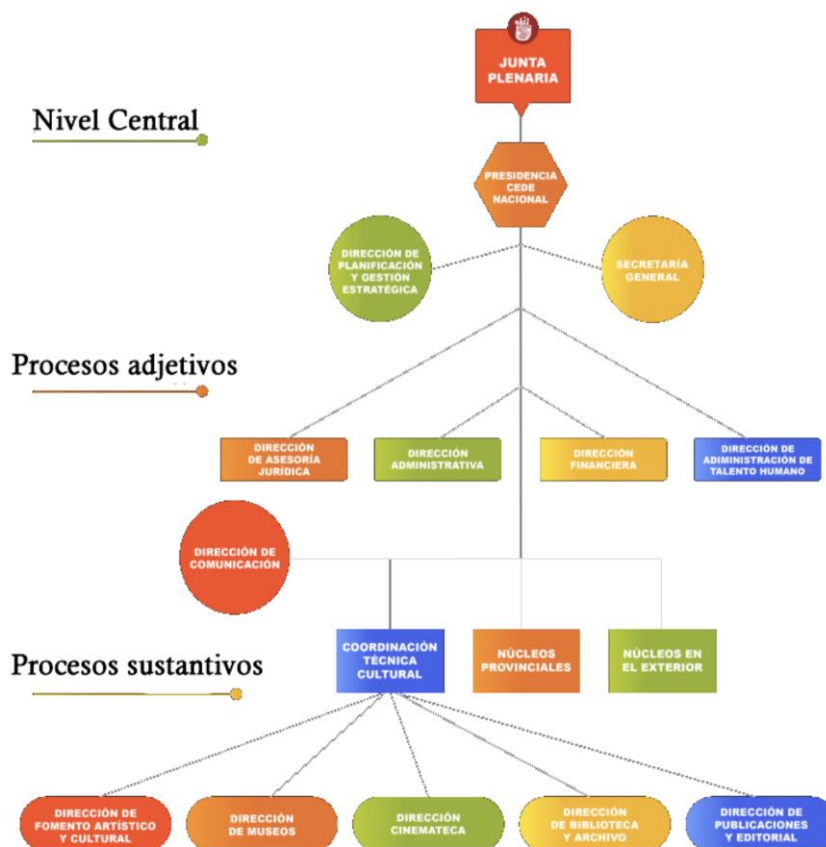 JUNTA
PLENARIA
Nivel Central
PRESIDENCIA
CEDE
NACIONAL
DIRECCIÓN DE
PLANIFICACIÓN
Y GESTIÓN
ESTRATÉGICA
SECRETARÍA
GENERAL
Procesos adjetivos
DIRECCIÓN
DE ASESORÍA
JURÍDICA
DIRECCIÓN
ADMINISTRATIVA
DIRECCIÓN
FINANCIERA
DIRECCIÓN DE
ADIMINISTRACIÓN DE
TALENTO HUMANO
DIRECCIÓN DE
COMUNICACIÓN
Procesos sustantivos
COORDINACIÓN
TÉCNICA
CULTURAL
NÚCLEOS
PROVINCIALES
NÚCLEOS EN
EL EXTERIOR
DIRECCIÓN DE
FOMENTO ARTÍSTICO
Y CULTURAL
DIRECCIÓN
DE MUSEOS
DIRECCIÓN
CINEMATECA
DIRECCIÓN
DE BIBLIOTECA
Y ARCHIVO
DIRECCIÓN DE
PUBLICACIONES
Y EDITORIAL